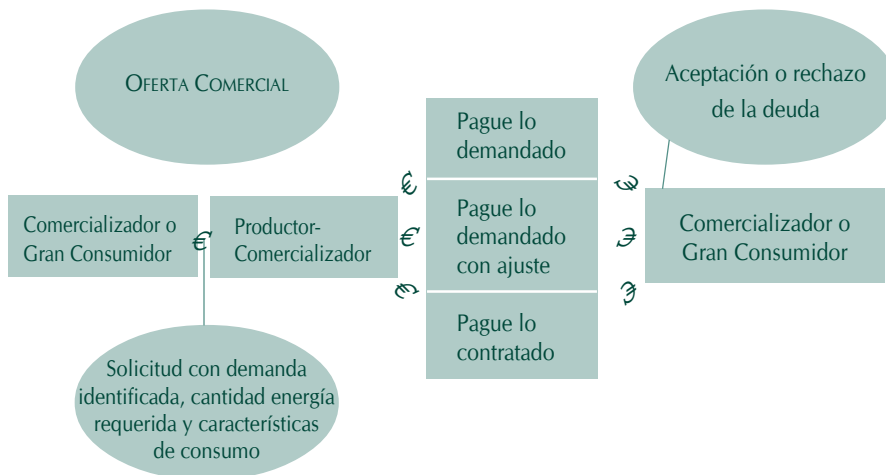 OFERTA COMERCIAL
Aceptación o rechazo
de la deuda
Pague lo
demandado
Comercializador o
Gran Consumidor
€
Productor-
Comercializador
€
€
€
Pague lo
demandado
con ajuste
€
€
€
Comercializador o
Gran Consumidor
Pague lo
contratado
Solicitud con demanda
identificada, cantidad energía
requerida y características
de consumo